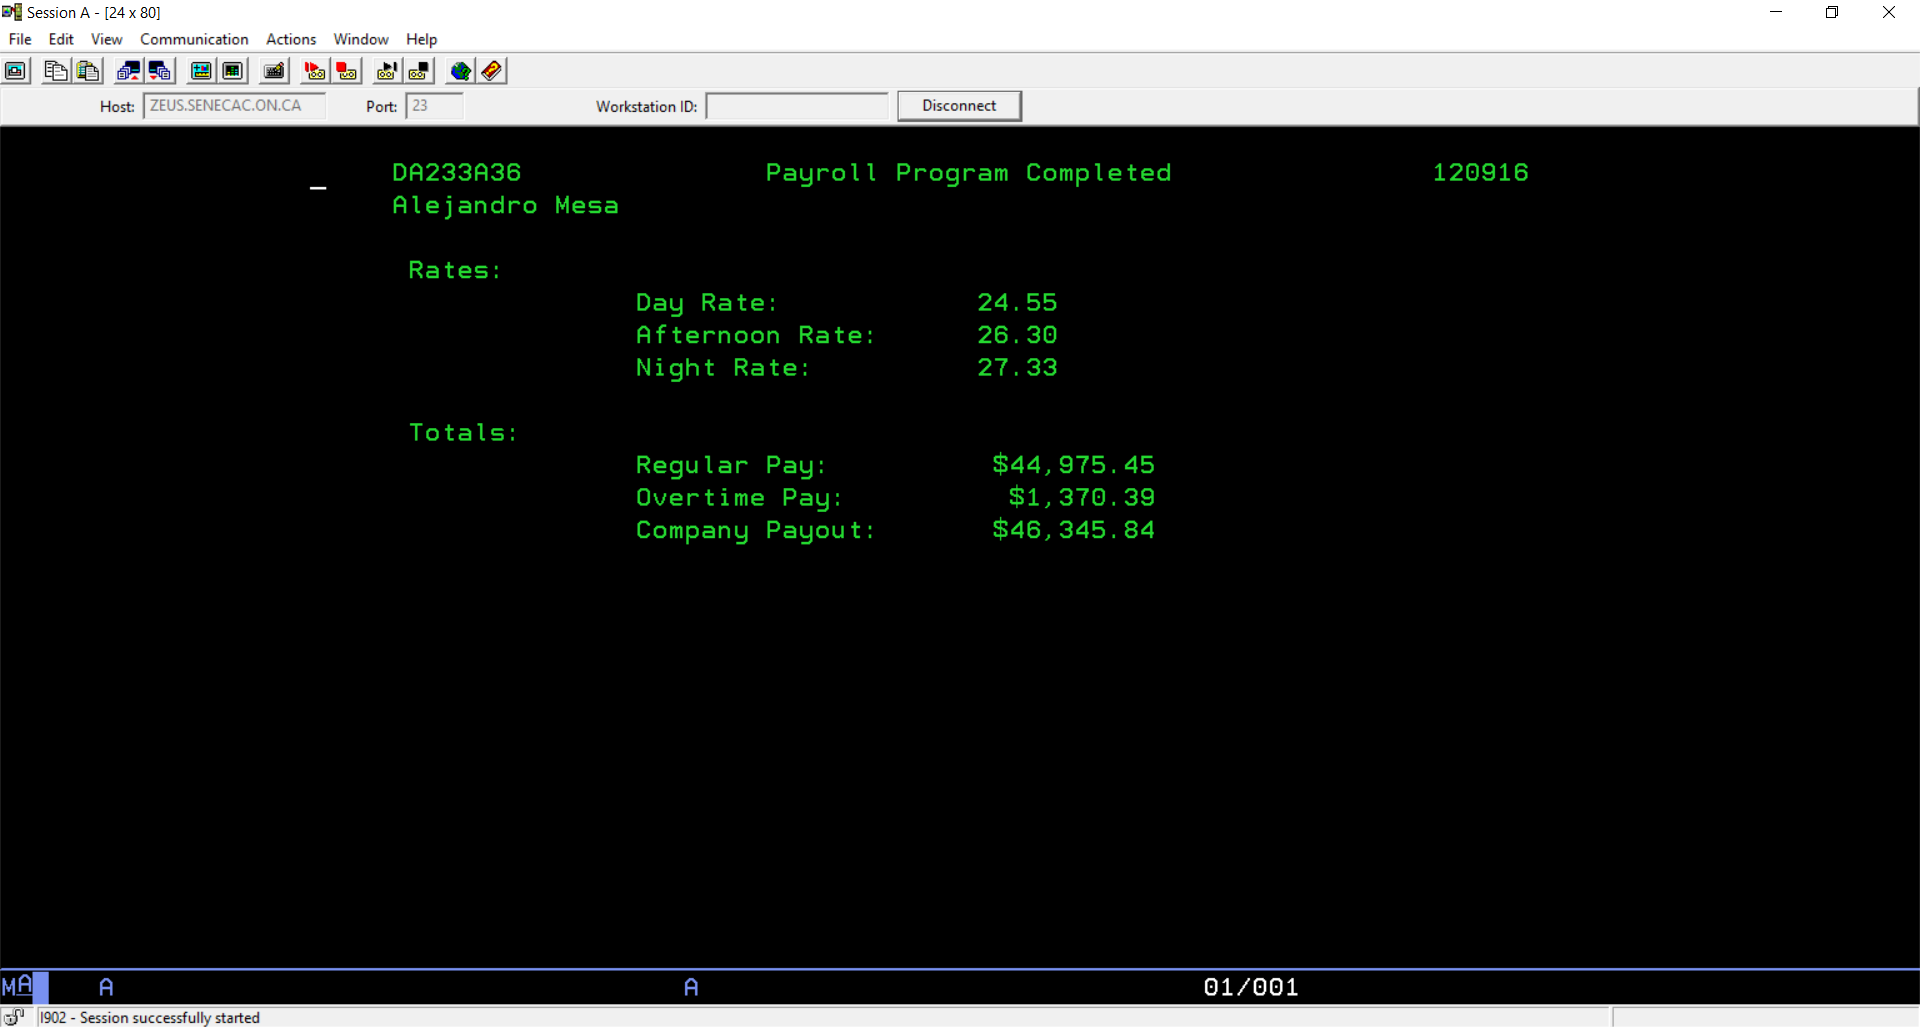 Session A - [24 x 80]
File Edit View Communication Actions Window Help
Host: ZEUS.SENECAC.ON.CA Port: 23 Workstation ID: Disconnect
DA233A36 Payroll Program Completed 120916
Alejandro Mesa
Rates:
Day Rate: 24.55
Afternoon Rate: 26.30
Night Rate: 27.33
Totals:
Regular Pay: $44,975.45
Overtime Pay: $1,370.39
Company Payout: $46,345.84
MA A A 01/001
I902 - Session successfully started